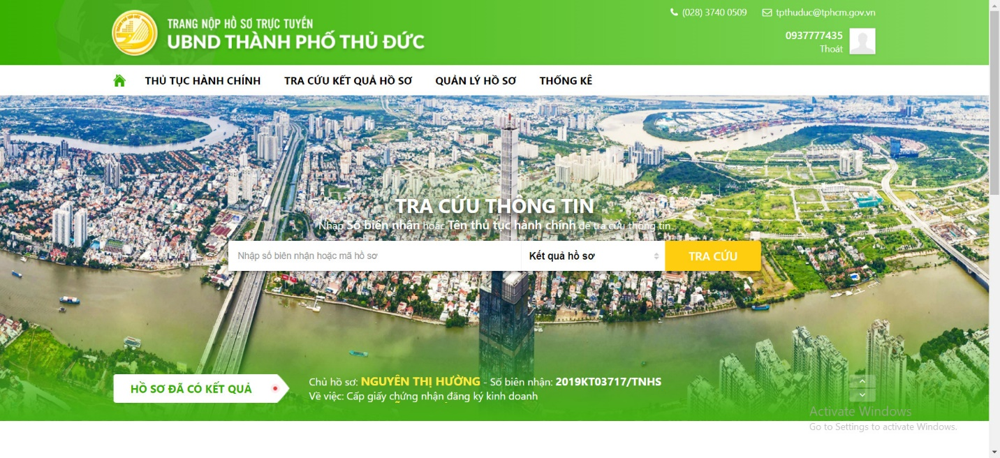 TRANG NỘP HỒ SƠ TRỰC TUYẾN
UBND THÀNH PHỐ THỦ ĐỨC
(028) 3740 0509
tpthuduc@tphcm.gov.vn
0937777435
Thoát
THỦ TỤC HÀNH CHÍNH
TRA CỨU KẾT QUẢ HỒ SƠ
QUẢN LÝ HỒ SƠ
THỐNG KÊ
TRA CỨU THÔNG TIN
Nhập Số biên nhận hoặc Tên thủ tục hành chính để tra cứu thông tin
Nhập số biên nhận hoặc mã hồ sơ
Kết quả hồ sơ
TRA CỨU
HỒ SƠ ĐÃ CÓ KẾT QUẢ
Chủ hồ sơ: NGUYỄN THỊ HƯỜNG - Số biên nhận: 2019KT03717/TNHS
Về việc: Cấp giấy chứng nhận đăng ký kinh doanh
Activate Windows
Go to Settings to activate Windows.